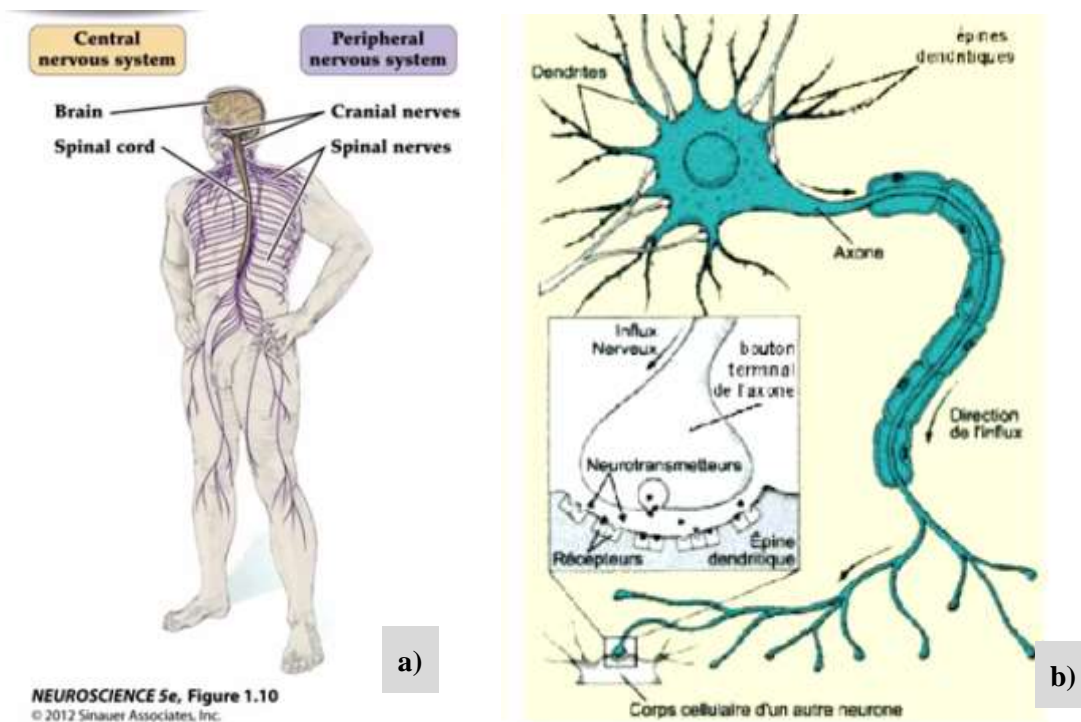 Central
nervous system
Peripheral
nervous system
Brain
Cranial nerves
Spinal cord
Spinal nerves
a)
NEUROSCIENCE 5e, Figure 1.10
© 2012 Sinauer Associates, Inc.
épines
dendritiques
Dendrites
Axone
Influx
Nerveux
bouton
terminal
de l'axone
Direction
de l'influx
Neurotransmetteurs
Récepteurs
Épine
dendritique
b)
Corps cellulaire d'un autre neurone